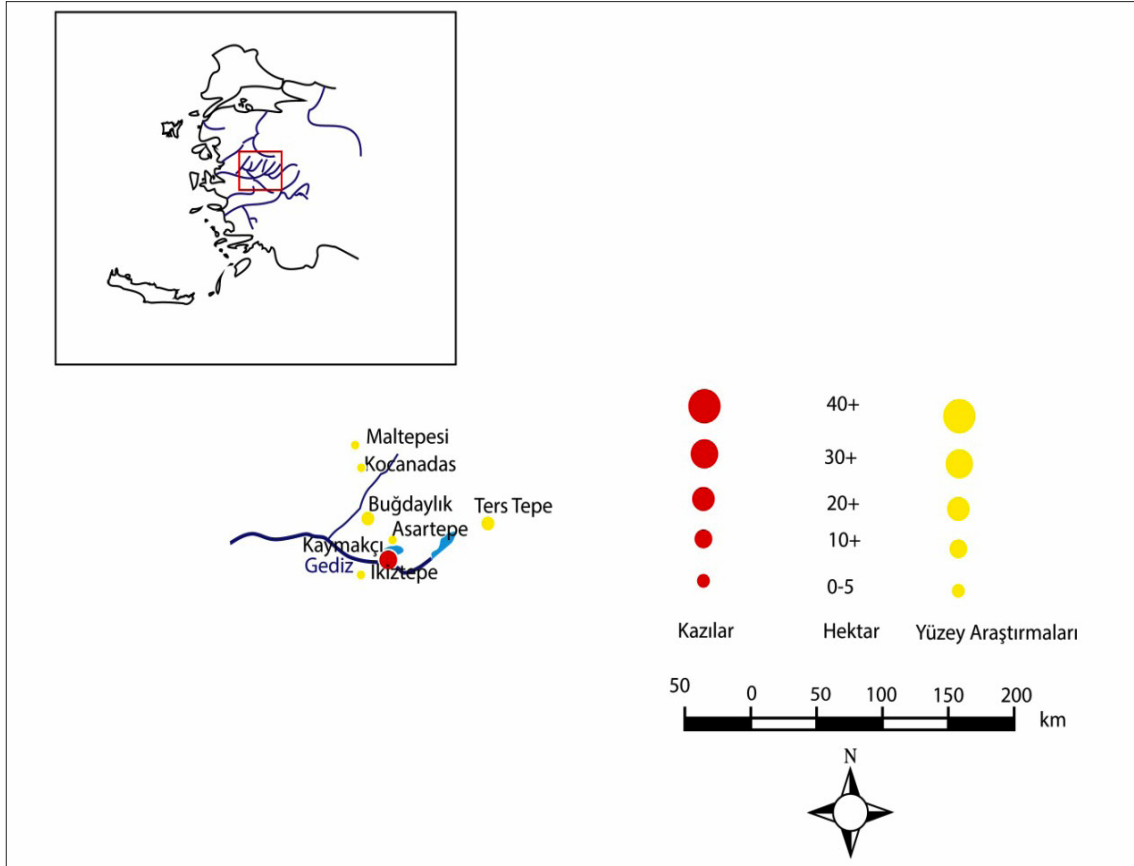 Maltepesi
Kocanadas
Buğdaylık
Ters Tepe
Asartepe
Kaymakçı
Gediz
İkiztepe
40+
30+
20+
10+
0-5
Kazılar
Hektar
Yüzey Araştırmaları
50 0 50 100 150 200
km
N